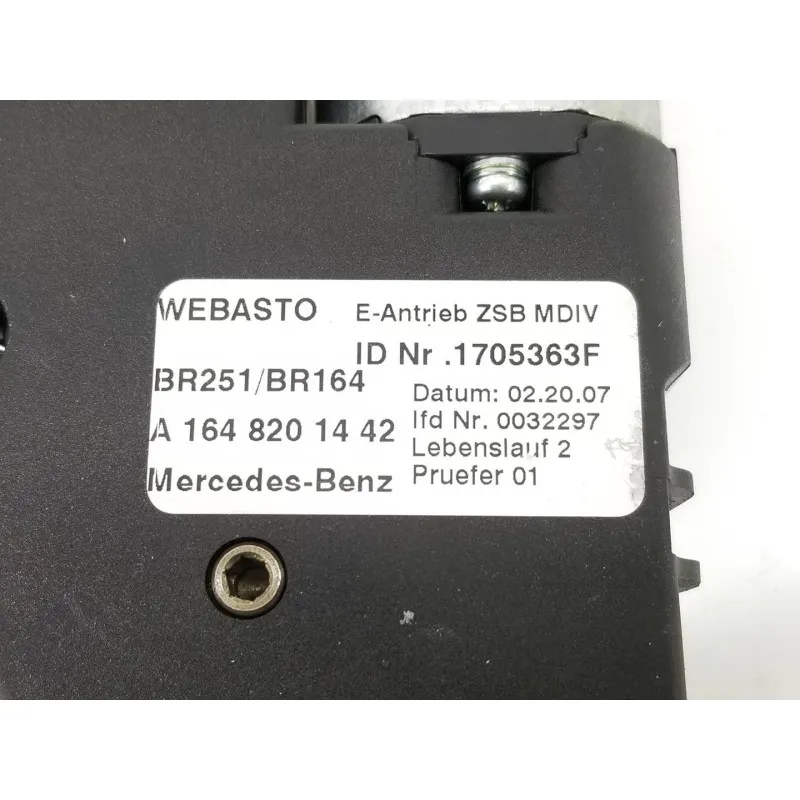 WEBASTO
E-Antrieb ZSB MDIV
ID Nr .1705363F
BR251/BR164
Datum: 02.20.07
A 164 820 14 42
lfd Nr. 0032297
Lebenslauf 2
Mercedes-Benz
Pruefer 01